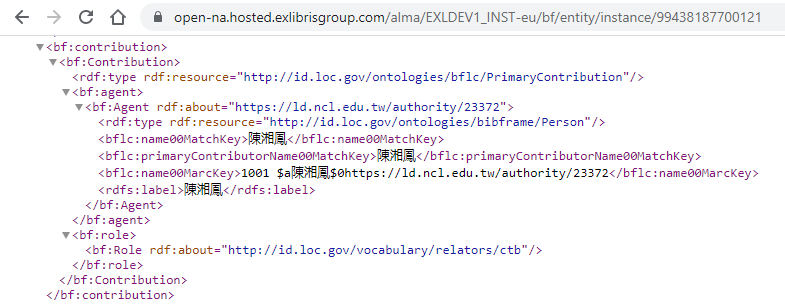 open-na.hosted.exlibrisgroup.com/alma/EXLDEV1_INST-eu/bf/entity/instance/99438187700121
▼<bf:contribution>
▼<bf:Contribution>
<rdf:type rdf:resource="http://id.loc.gov/ontologies/bflc/PrimaryContribution"/>
▼<bf:agent>
▼<bf:Agent rdf:about="https://ld.ncl.edu.tw/authority/23372">
<rdf:type rdf:resource="http://id.loc.gov/ontologies/bibframe/Person"/>
<bflc:name00MatchKey>陳湘鳳</bflc:name00MatchKey>
<bflc:primaryContributorName00MatchKey>陳湘鳳</bflc:primaryContributorName00MatchKey>
<bflc:name00MarcKey>1001 $a陳湘鳳$0https://ld.ncl.edu.tw/authority/23372</bflc:name00MarcKey>
<rdfs:label>陳湘鳳</rdfs:label>
</bf:Agent>
</bf:agent>
▼<bf:role>
<bf:Role rdf:about="http://id.loc.gov/vocabulary/relators/ctb"/>
</bf:role>
</bf:Contribution>
</bf:contribution>